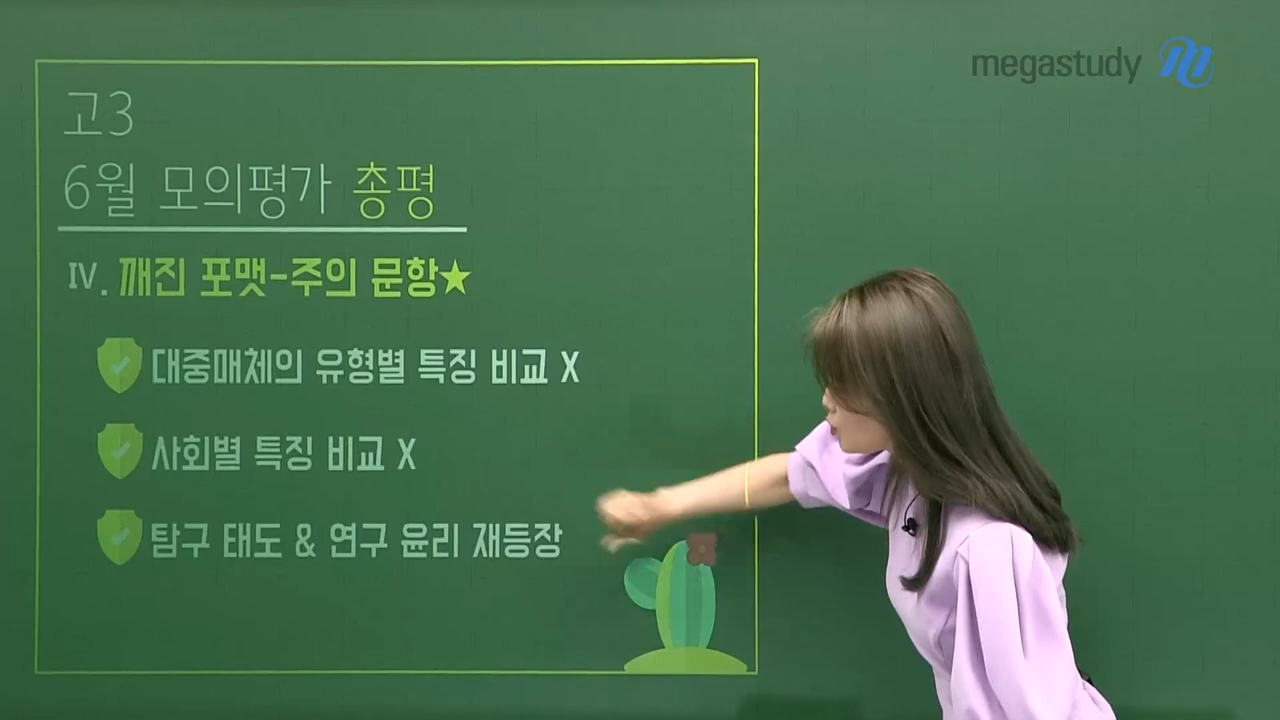 megastudy
고3
6월 모의평가 총평
IV. 깨진 포맷-주의 문항★
대중매체의 유형별 특징 비교 X
사회별 특징 비교 X
탐구 태도 & 연구 윤리 재등장